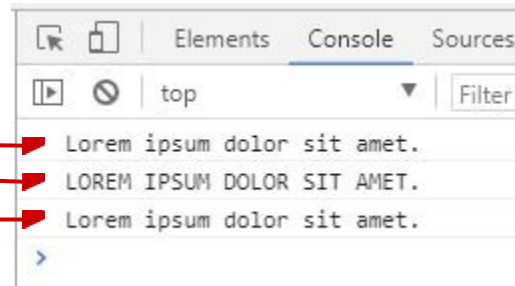 Elements Console Sources
top Filter
Lorem ipsum dolor sit amet.
LOREM IPSUM DOLOR SIT AMET.
Lorem ipsum dolor sit amet.
>